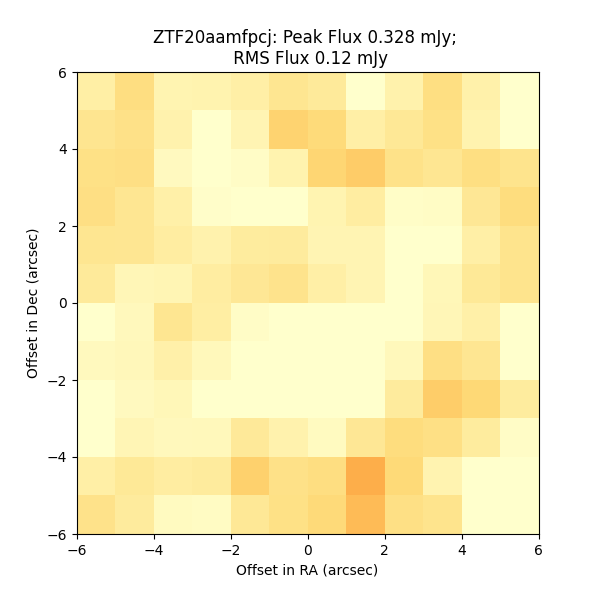 ZTF20aamfpcj: Peak Flux 0.328 mJy;
RMS Flux 0.12 mJy
6
4
2
0
−2
−4
−6
Offset in Dec (arcsec)
−6 −4 −2 0 2 4 6
Offset in RA (arcsec)